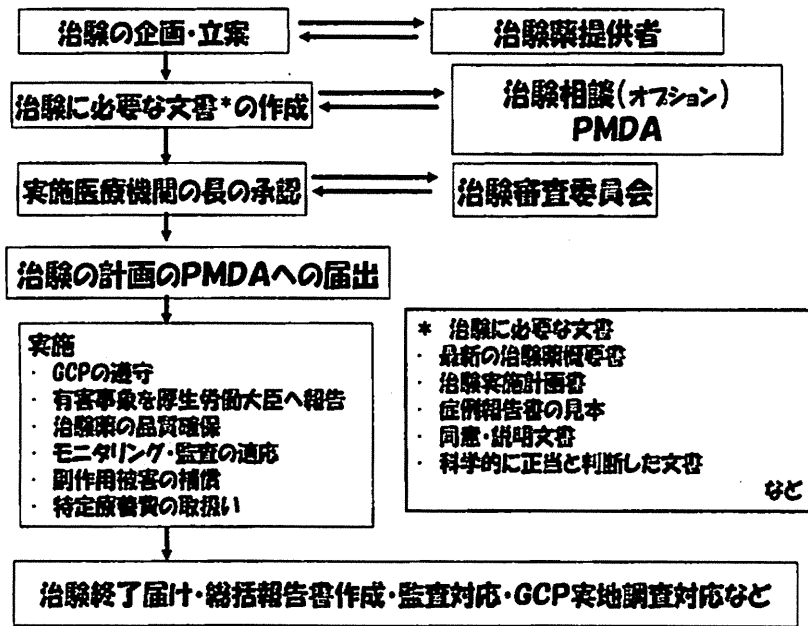 治験の企画・立案
治験薬提供者
治験に必要な文書*の作成
治験相談(オプション)
PMDA
実施医療機関の長の承認
治験審査委員会
治験の計画のPMDAへの届出
実施
・ GCPの遵守
・ 有害事象を厚生労働大臣へ報告
・ 治験薬の品質確保
・ モニタリング・監査の適応
・ 副作用被害の補償
・ 特定療養費の取扱い
* 治験に必要な文書
・ 最新の治験薬概要書
・ 治験実施計画書
・ 症例報告書の見本
・ 同意・説明文書
・ 科学的に正当と判断した文書
など
治験終了届け・総括報告書作成・監査対応・GCP実地調査対応など